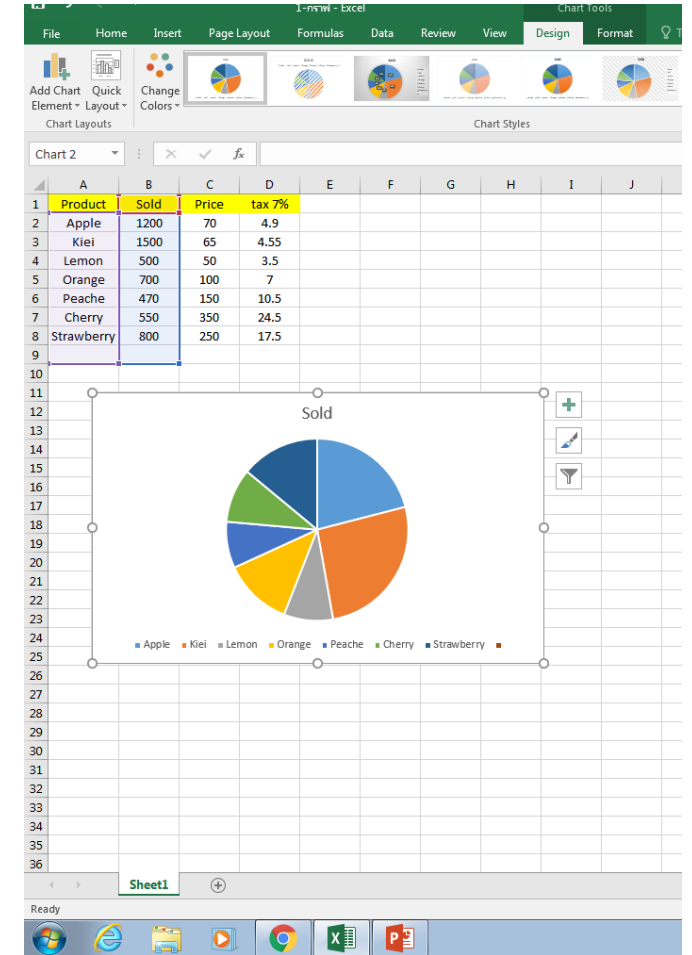 1-กราฟ - Excel
Chart Tools
File Home Insert Page Layout Formulas Data Review View Design Format
Add Chart Element
Quick Layout
Change Colors
Chart Layouts
Chart Styles
Chart 2
fx
A B C D E F G H I J
1 Product Sold Price tax 7%
2 Apple 1200 70 4.9
3 Kiei 1500 65 4.55
4 Lemon 500 50 3.5
5 Orange 700 100 7
6 Peache 470 150 10.5
7 Cherry 550 350 24.5
8 Strawberry 800 250 17.5
9
10
11
12
Sold
13
14
15
16
17
18
19
20
21
22
23
24
Apple Kiei Lemon Orange Peache Cherry Strawberry
25
26
27
28
29
30
31
32
33
34
35
36
Sheet1
Ready